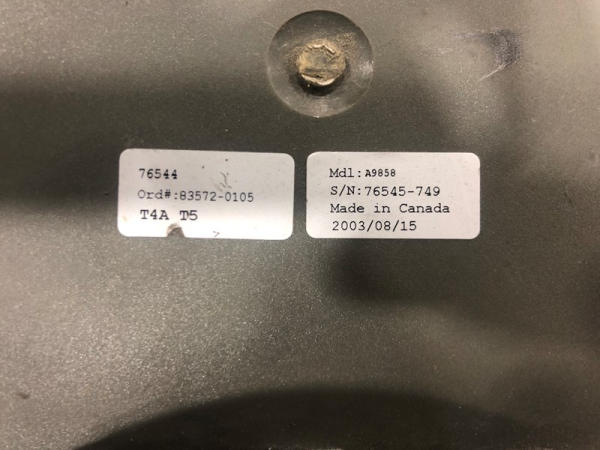 76544
Ord#:83572-0105
T4A T5
Mdl:A9858
S/N:76545-749
Made in Canada
2003/08/15